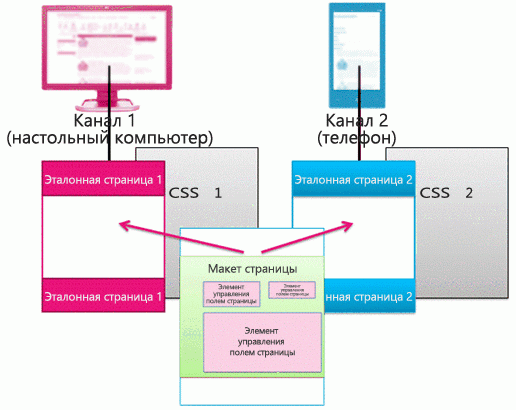 Канал 1
(настольный компьютер)
Канал 2
(телефон)
Эталонная страница 1
CSS 1
Эталонная страница 2
CSS 2
Макет страницы
Элемент
управления
полем страницы
Элемент
управления
полем страницы
Элемент
управления
полем страницы
Эталонная страница 1
нная страница 2